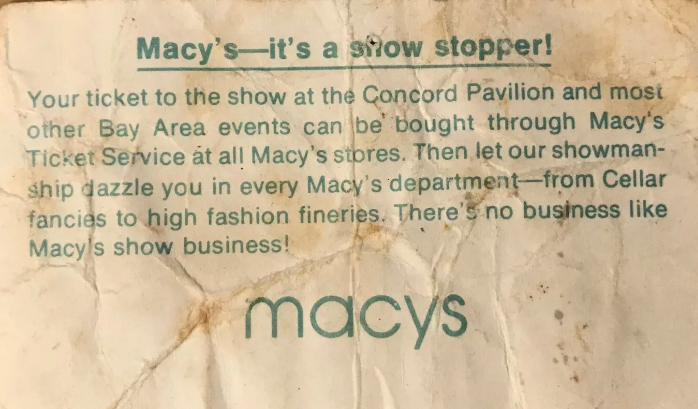 Macy's—it's a show stopper!
Your ticket to the show at the Concord Pavilion and most
other Bay Area events can be bought through Macy's
Ticket Service at all Macy's stores. Then let our showman-
ship dazzle you in every Macy's department—from Cellar
fancies to high fashion fineries. There's no business like
Macy's show business!
macys